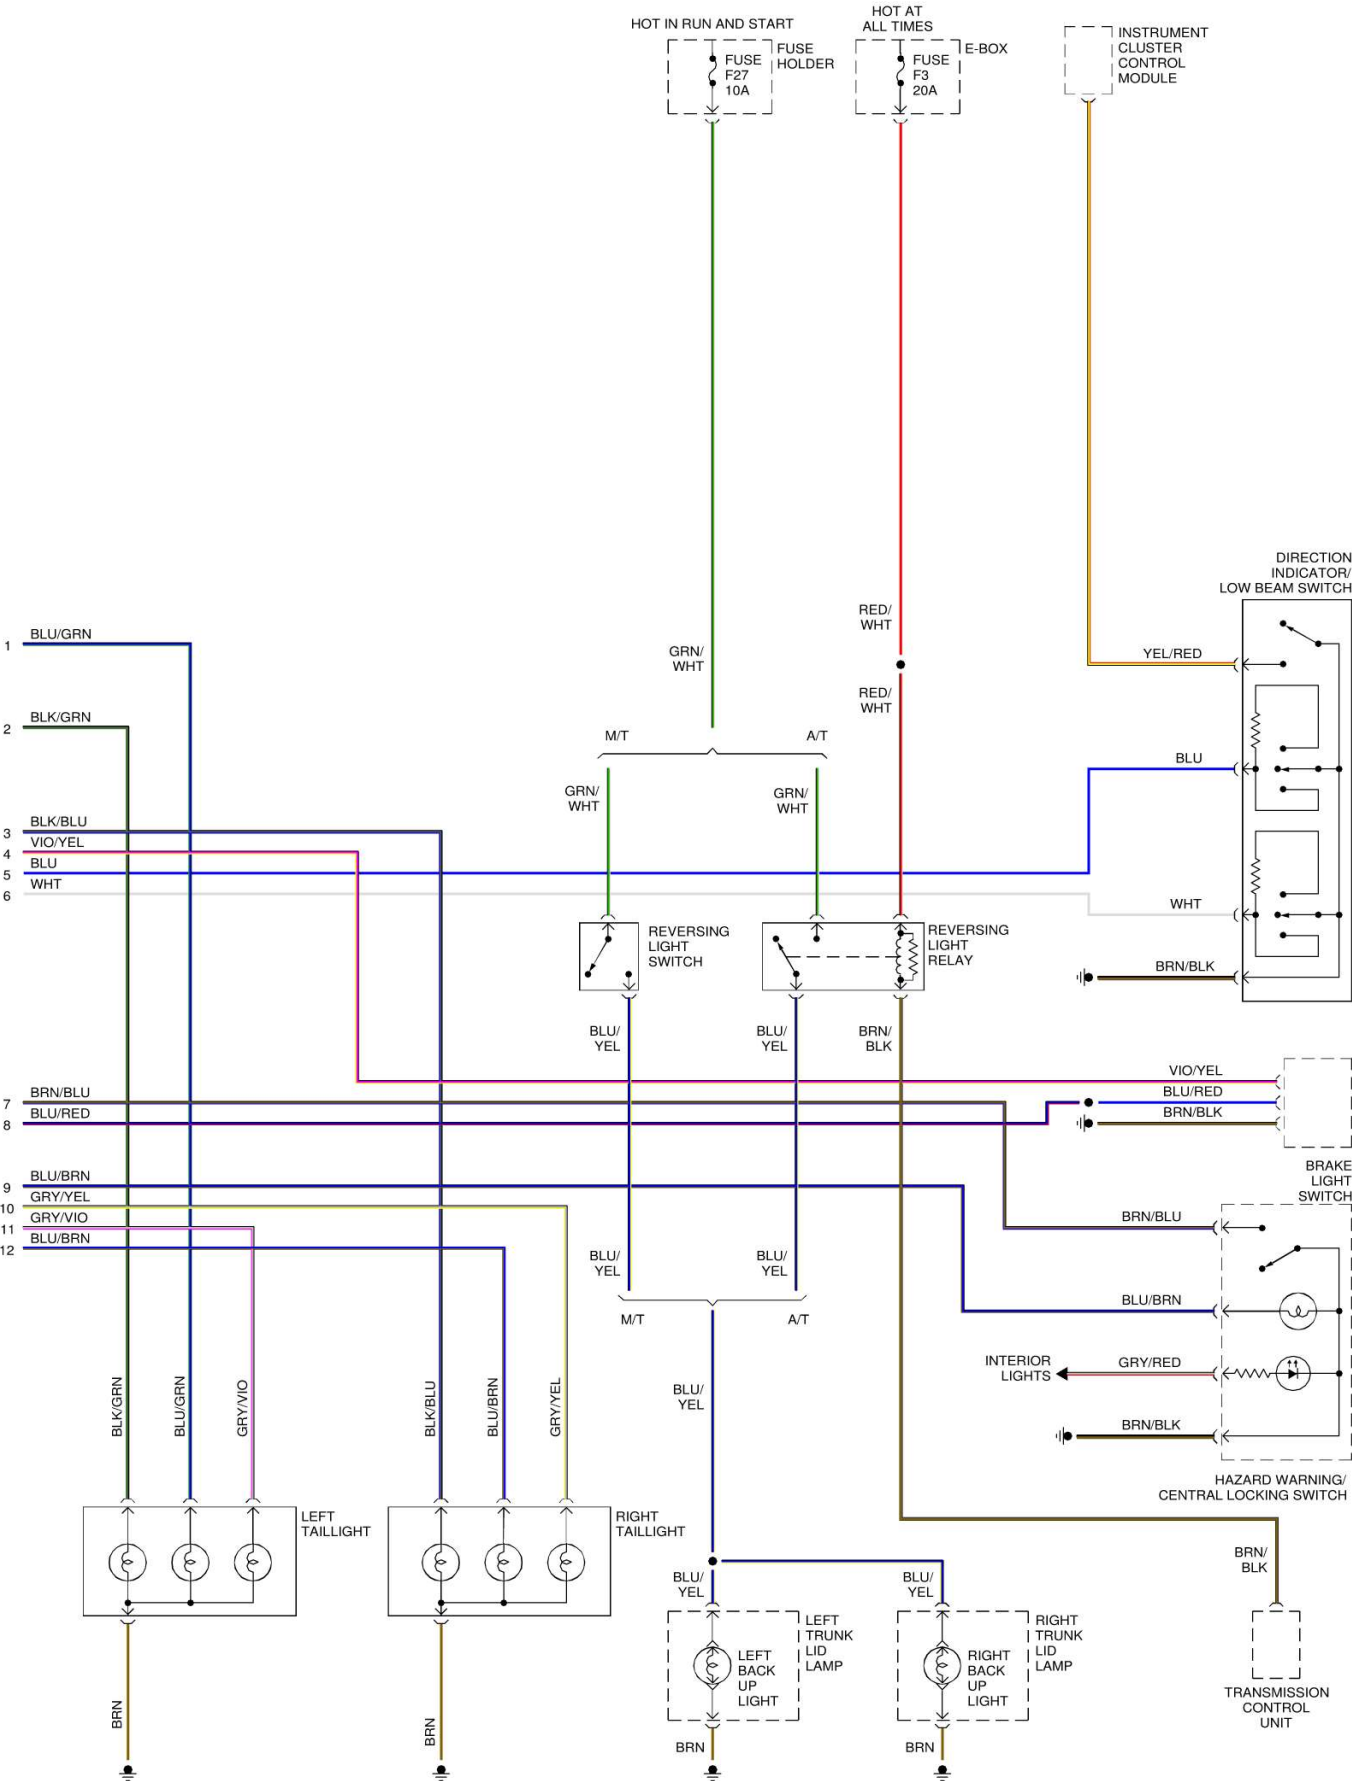 HOT IN RUN AND START
HOT AT
ALL TIMES
FUSE
F27
10A
FUSE
HOLDER
FUSE
F3
20A
E-BOX
INSTRUMENT
CLUSTER
CONTROL
MODULE
DIRECTION
INDICATOR/
LOW BEAM SWITCH
RED/
WHT
GRN/
WHT
RED/
WHT
YEL/RED
1
BLU/GRN
2
BLK/GRN
M/T
A/T
BLU
GRN/
WHT
GRN/
WHT
3
BLK/BLU
4
VIO/YEL
5
BLU
6
WHT
WHT
REVERSING
LIGHT
SWITCH
REVERSING
LIGHT
RELAY
BRN/BLK
BLU/
YEL
BLU/
YEL
BRN/
BLK
VIO/YEL
7
BRN/BLU
BLU/RED
8
BLU/RED
BRN/BLK
BRAKE
LIGHT
SWITCH
9
BLU/BRN
10
GRY/YEL
11
GRY/VIO
12
BLU/BRN
BRN/BLU
BLU/
YEL
BLU/
YEL
M/T
A/T
BLU/BRN
INTERIOR
LIGHTS
GRY/RED
BRN/BLK
HAZARD WARNING/
CENTRAL LOCKING SWITCH
BLU/
YEL
BLK/GRN
BLU/GRN
GRY/VIO
BLK/BLU
BLU/BRN
GRY/YEL
LEFT
TAILLIGHT
RIGHT
TAILLIGHT
BRN/
BLK
BLU/
YEL
BLU/
YEL
LEFT
TRUNK
LID
LAMP
LEFT
BACK
UP
LIGHT
RIGHT
TRUNK
LID
LAMP
RIGHT
BACK
UP
LIGHT
TRANSMISSION
CONTROL
UNIT
BRN
BRN
BRN
BRN